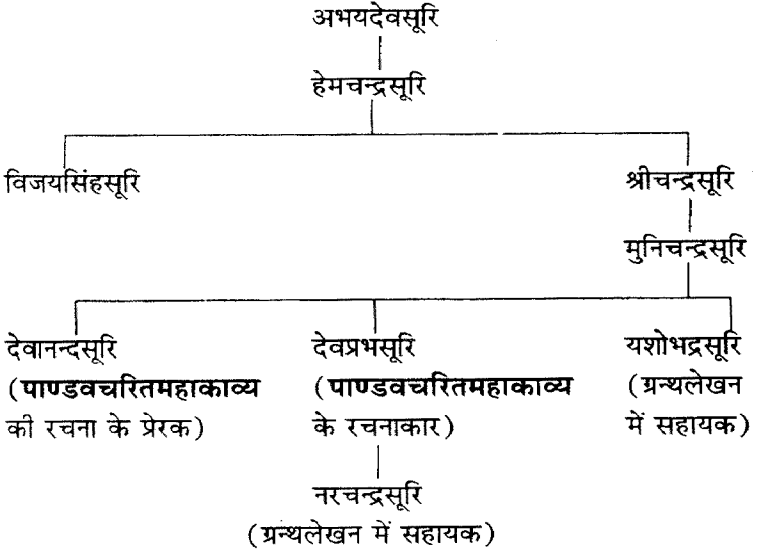 अभयदेवसूरि
हेमचन्द्रसूरि
विजयसिंहसूरि श्रीचन्द्रसूरि
मुनिचन्द्रसूरि
देवानन्दसूरि देवप्रभसूरि यशोभद्रसूरि
(पाण्डवचरितमहाकाव्य (पाण्डवचरितमहाकाव्य (ग्रन्थलेखन
की रचना के प्रेरक) के रचनाकार) में सहायक)
नरचन्द्रसूरि
(ग्रन्थलेखन में सहायक)